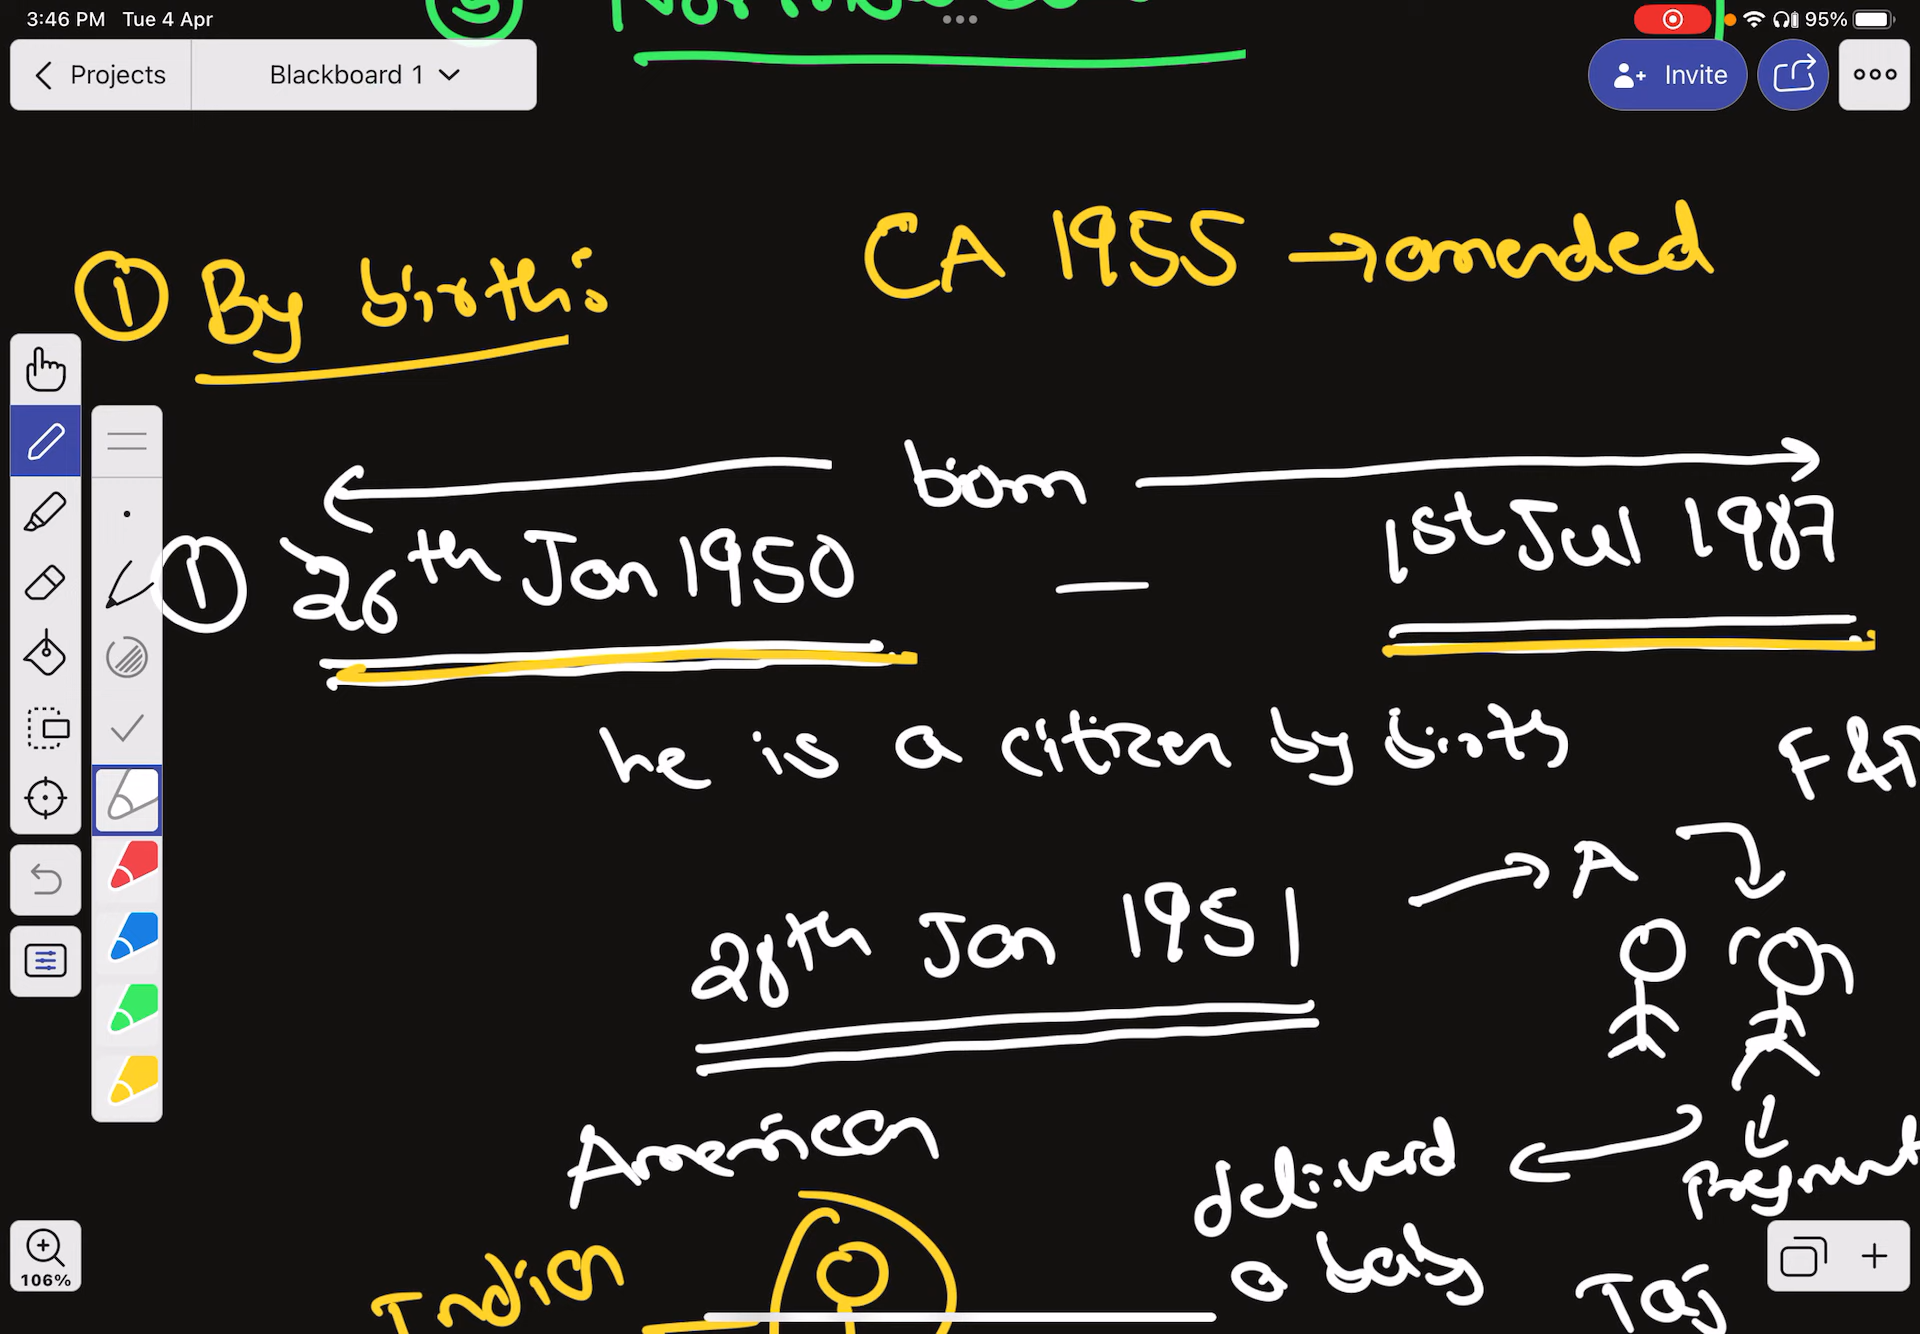 3:46 PM Tue 4 Apr
95%
Projects
Blackboard 1
Invite
CA 1955 → amended
① By birth:
born
① 26th Jan 1950 — 1st Jul 1987
he is a citizen by birth
F &
28th Jan 1951 → A
American
delivered
a baby
Taj
Indian
106%